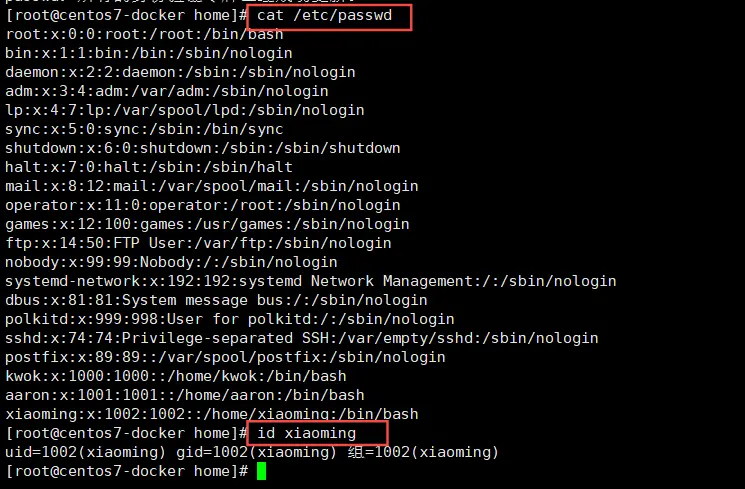 [root@centos7-docker home]# cat /etc/passwd
root:x:0:0:root:/root:/bin/bash
bin:x:1:1:bin:/bin:/sbin/nologin
daemon:x:2:2:daemon:/sbin:/sbin/nologin
adm:x:3:4:adm:/var/adm:/sbin/nologin
lp:x:4:7:lp:/var/spool/lpd:/sbin/nologin
sync:x:5:0:sync:/sbin:/bin/sync
shutdown:x:6:0:shutdown:/sbin:/sbin/shutdown
halt:x:7:0:halt:/sbin:/sbin/halt
mail:x:8:12:mail:/var/spool/mail:/sbin/nologin
operator:x:11:0:operator:/root:/sbin/nologin
games:x:12:100:games:/usr/games:/sbin/nologin
ftp:x:14:50:FTP User:/var/ftp:/sbin/nologin
nobody:x:99:99:Nobody:/:/sbin/nologin
systemd-network:x:192:192:systemd Network Management:/:/sbin/nologin
dbus:x:81:81:System message bus:/:/sbin/nologin
polkitd:x:999:998:User for polkitd:/:/sbin/nologin
sshd:x:74:74:Privilege-separated SSH:/var/empty/sshd:/sbin/nologin
postfix:x:89:89::/var/spool/postfix:/sbin/nologin
kwok:x:1000:1000::/home/kwok:/bin/bash
aaron:x:1001:1001::/home/aaron:/bin/bash
xiaoming:x:1002:1002::/home/xiaoming:/bin/bash
[root@centos7-docker home]# id xiaoming
uid=1002(xiaoming) gid=1002(xiaoming) 组=1002(xiaoming)
[root@centos7-docker home]#